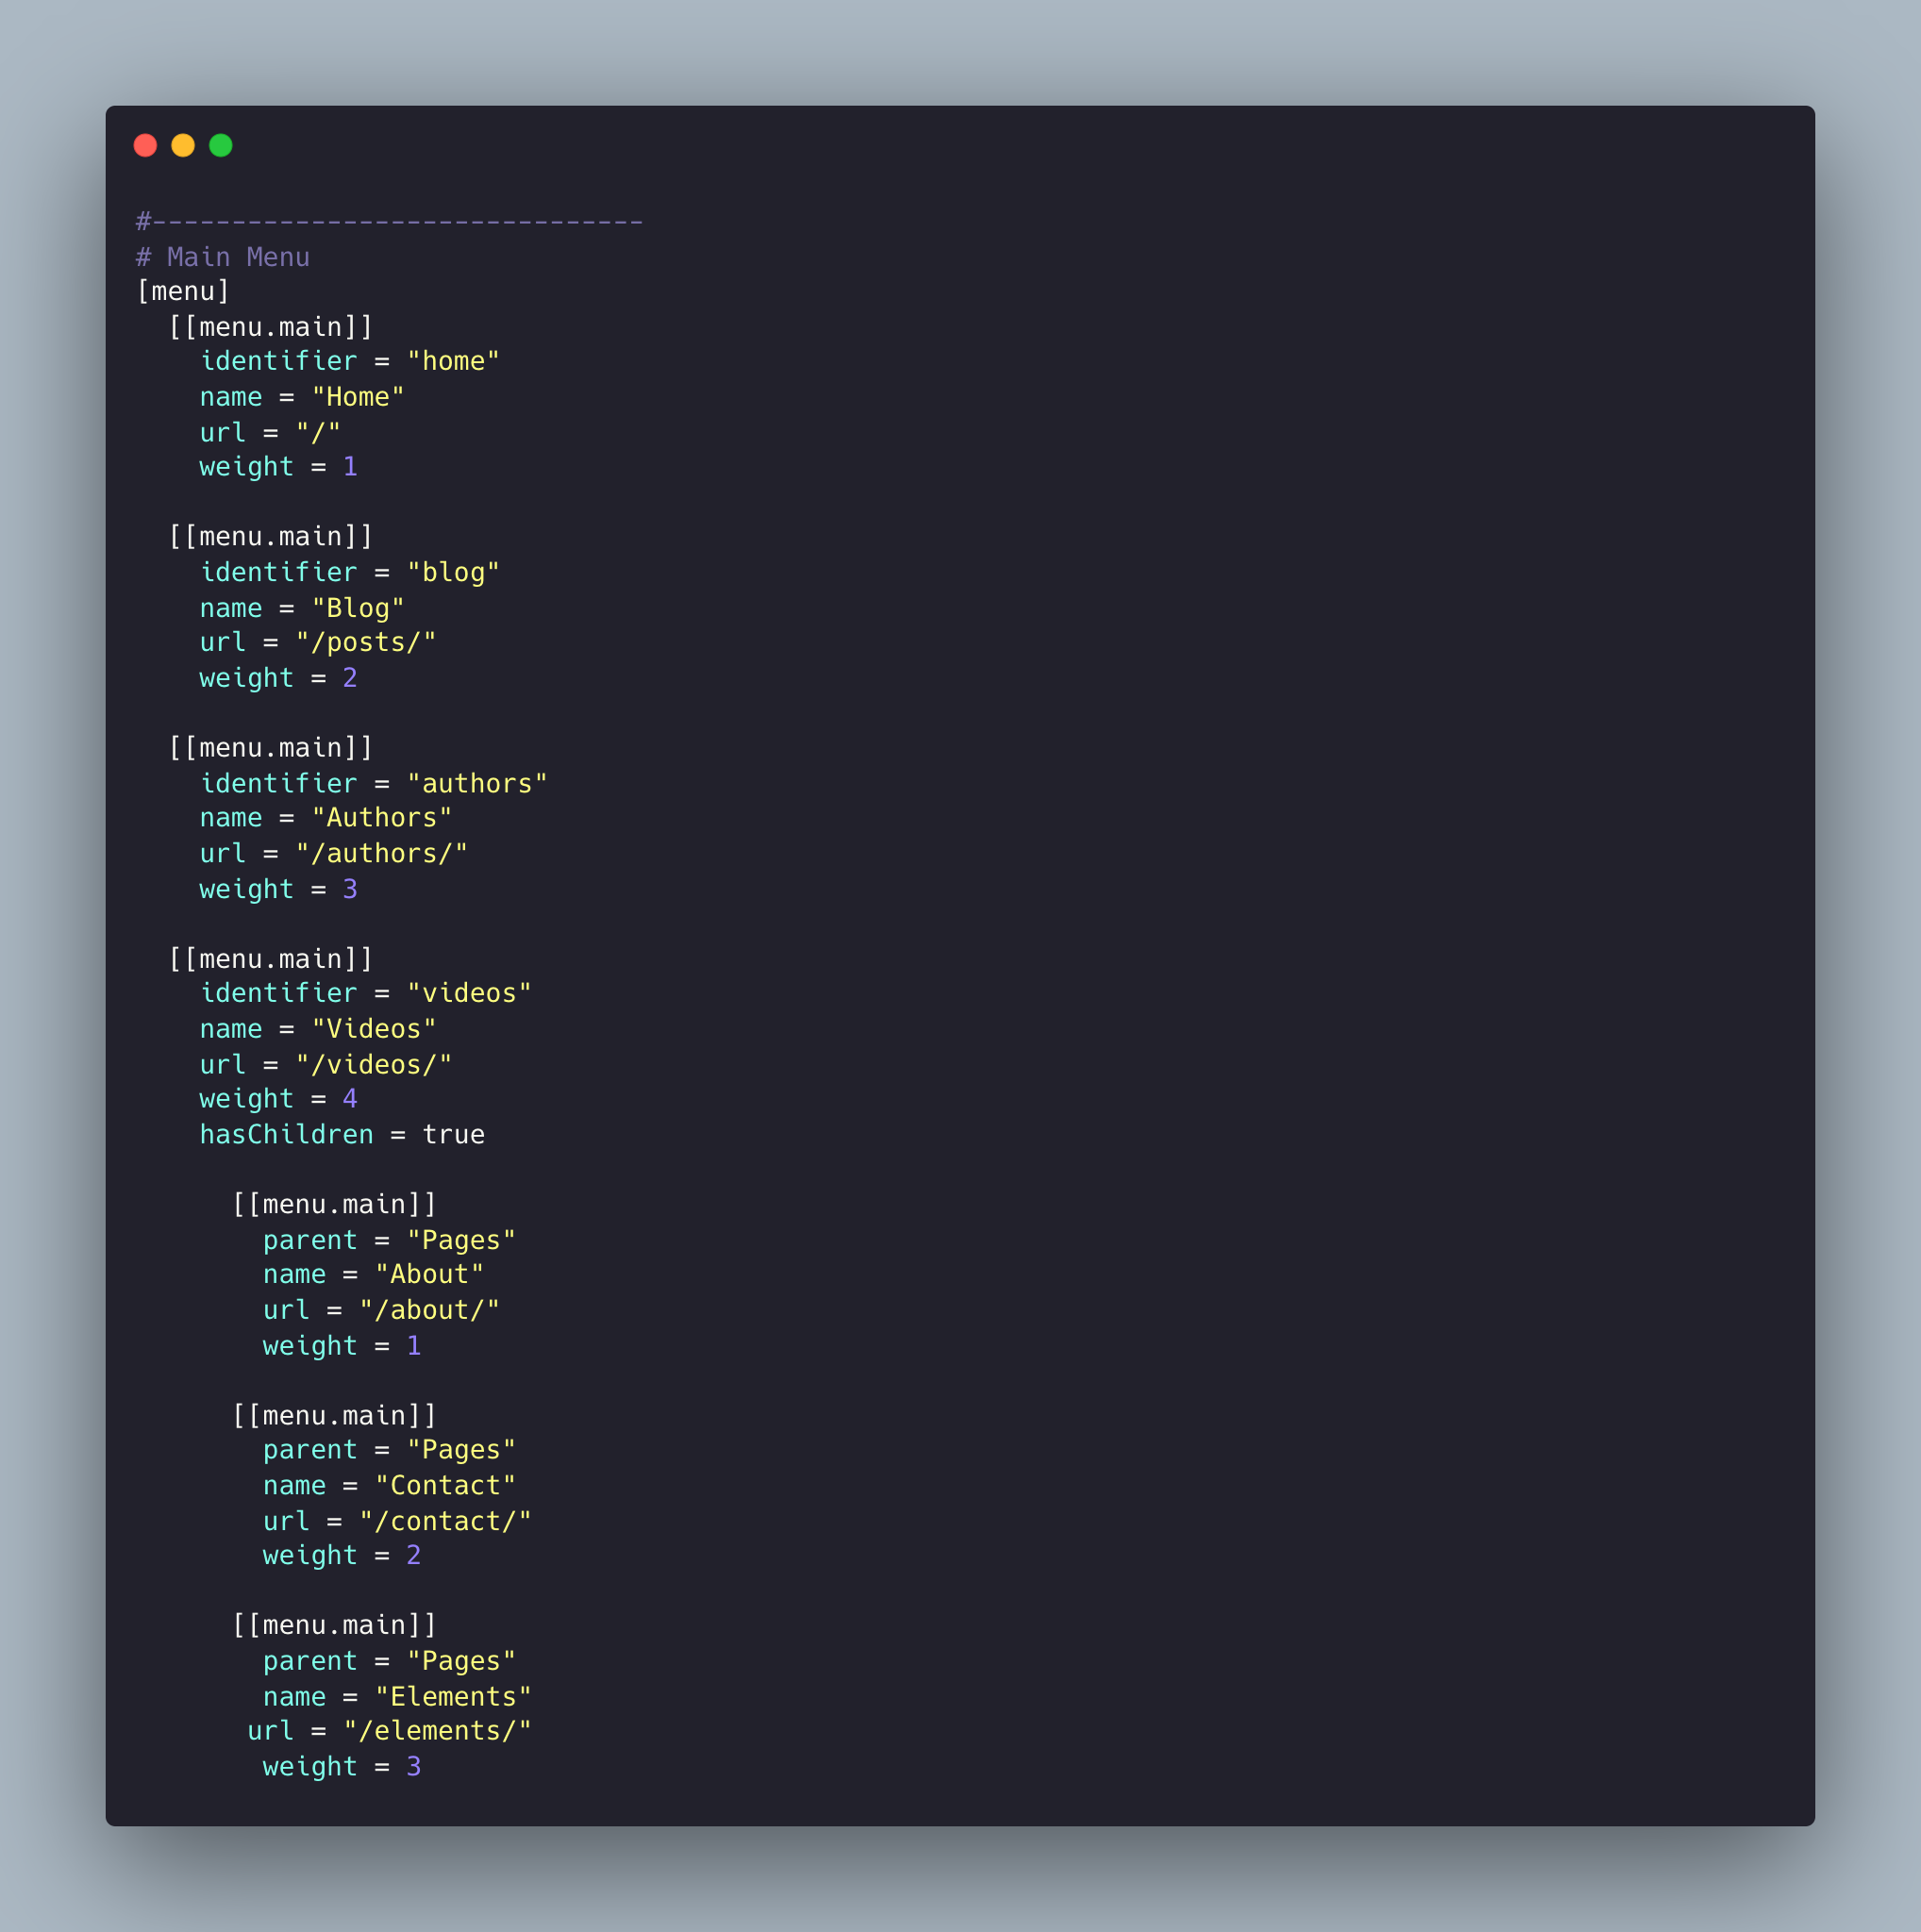 #-------------------------------
# Main Menu
[menu]
  [[menu.main]]
    identifier = "home"
    name = "Home"
    url = "/"
    weight = 1

  [[menu.main]]
    identifier = "blog"
    name = "Blog"
    url = "/posts/"
    weight = 2

  [[menu.main]]
    identifier = "authors"
    name = "Authors"
    url = "/authors/"
    weight = 3

  [[menu.main]]
    identifier = "videos"
    name = "Videos"
    url = "/videos/"
    weight = 4
    hasChildren = true

      [[menu.main]]
        parent = "Pages"
        name = "About"
        url = "/about/"
        weight = 1

      [[menu.main]]
        parent = "Pages"
        name = "Contact"
        url = "/contact/"
        weight = 2

      [[menu.main]]
        parent = "Pages"
        name = "Elements"
       url = "/elements/"
        weight = 3